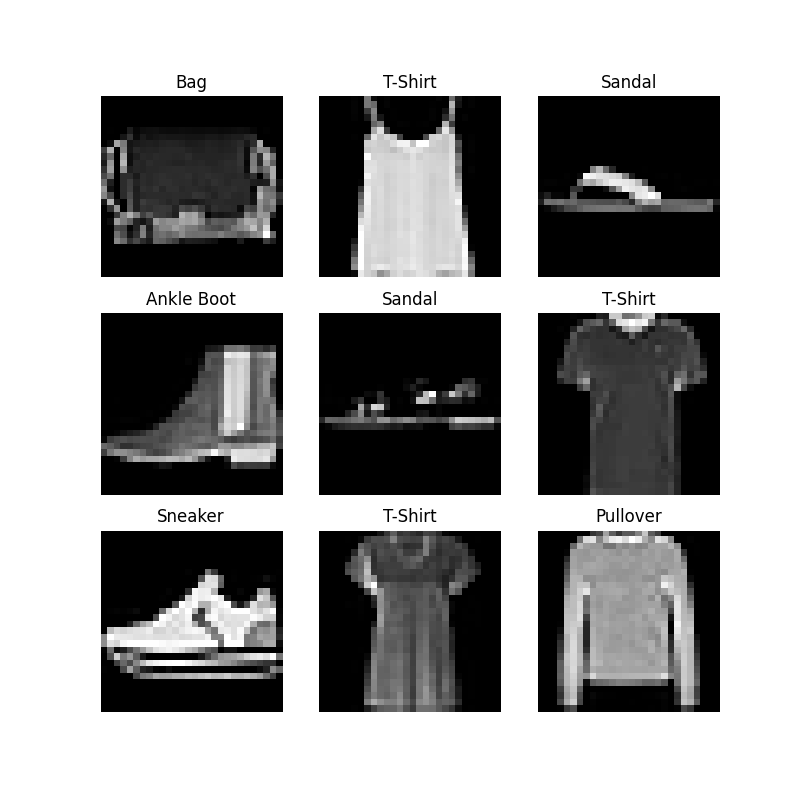 Bag
T-Shirt
Sandal
Ankle Boot
Sandal
T-Shirt
Sneaker
T-Shirt
Pullover